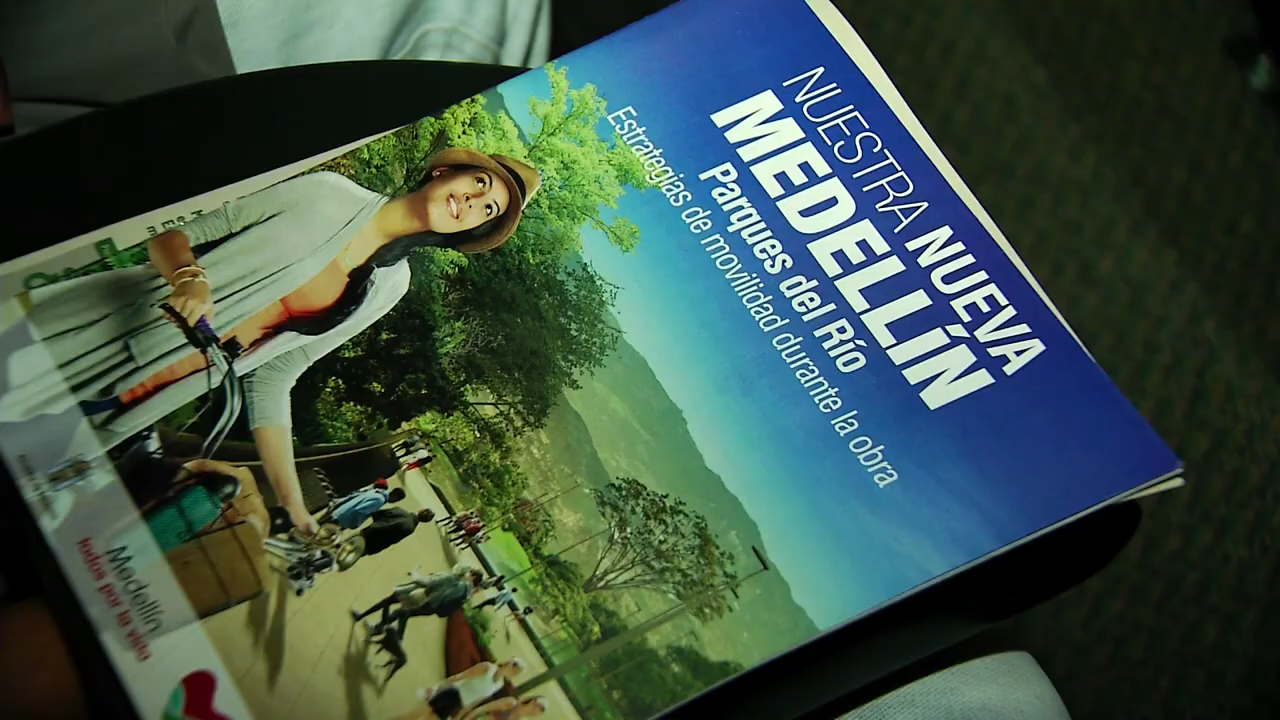 NUESTRA NUEVA
MEDELLÍN
Parques del Río
Estrategias de movilidad durante la obra
Medellín
todos por la vida